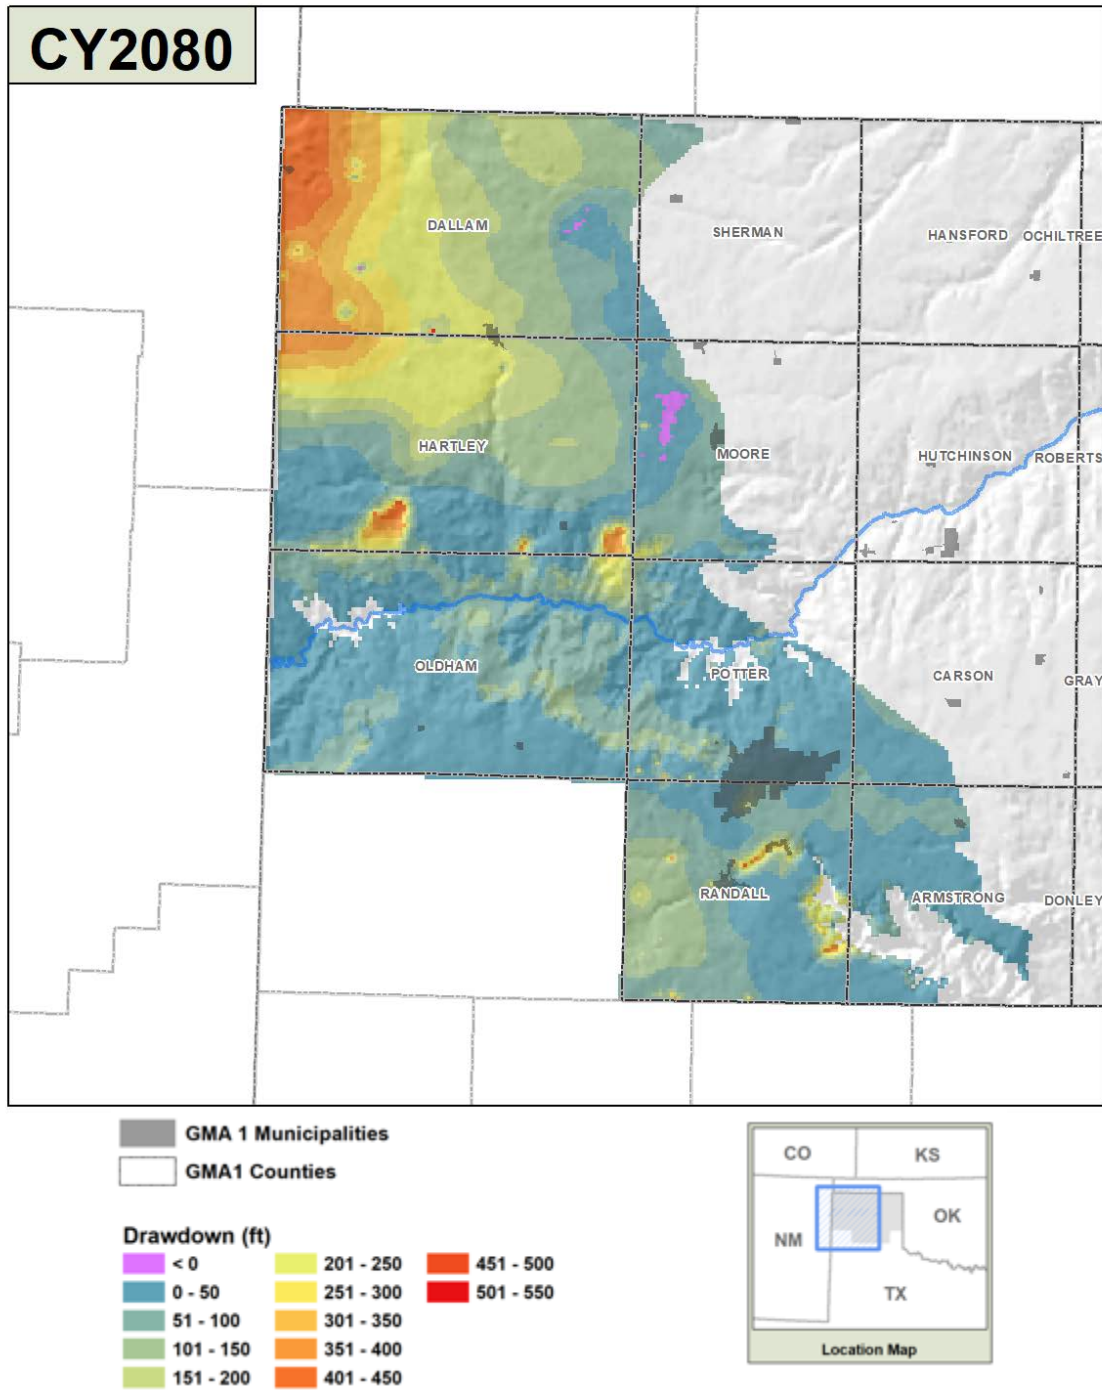 CY2080
DALLAM
SHERMAN
HANSFORD
OCHILTREE
HARTLEY
MOORE
HUTCHINSON
ROBERTS
OLDHAM
POTTER
CARSON
GRAY
RANDALL
ARMSTRONG
DONLEY
GMA 1 Municipalities
GMA1 Counties
Drawdown (ft)
< 0
0 - 50
51 - 100
101 - 150
151 - 200
201 - 250
251 - 300
301 - 350
351 - 400
401 - 450
451 - 500
501 - 550
CO
KS
NM
OK
TX
Location Map